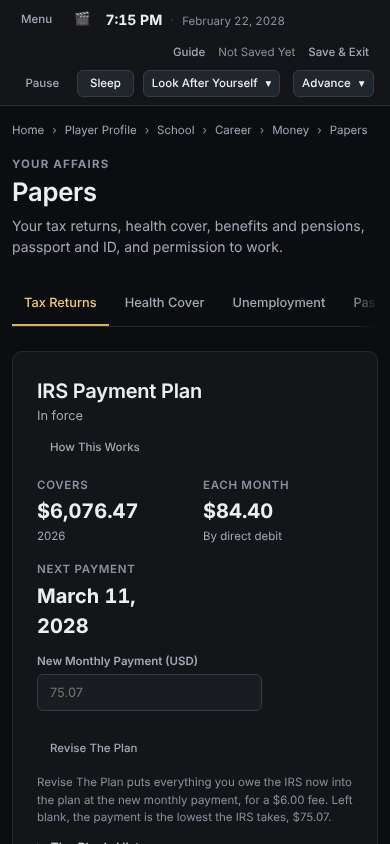 Menu 🎬 7:15 PM · February 22, 2028
Guide Not Saved Yet Save & Exit
Pause Sleep Look After Yourself ▾ Advance ▾
Home › Player Profile › School › Career › Money › Papers
YOUR AFFAIRS
Papers
Your tax returns, health cover, benefits and pensions,
passport and ID, and permission to work.
Tax Returns Health Cover Unemployment Pas
IRS Payment Plan
In force
How This Works
COVERS EACH MONTH
$6,076.47 $84.40
2026 By direct debit
NEXT PAYMENT
March 11,
2028
New Monthly Payment (USD)
75.07
Revise The Plan
Revise The Plan puts everything you owe the IRS now into
the plan at the new monthly payment, for a $6.00 fee. Left
blank, the payment is the lowest the IRS takes, $75.07.